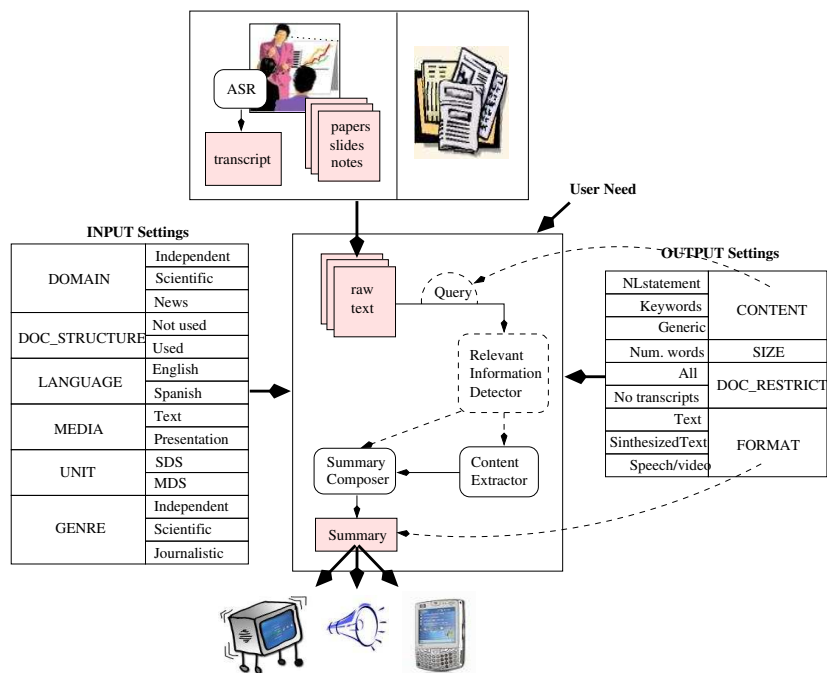 ASR
transcript
papers
slides
notes
User Need
INPUT Settings
DOMAIN
Independent
Scientific
News
DOC_STRUCTURE
Not used
Used
LANGUAGE
English
Spanish
MEDIA
Text
Presentation
UNIT
SDS
MDS
GENRE
Independent
Scientific
Journalistic
raw
text
Query
Relevant
Information
Detector
Summary
Composer
Content
Extractor
Summary
OUTPUT Settings
NLstatement
Keywords
Generic
CONTENT
Num. words
SIZE
All
No transcripts
DOC_RESTRICT
Text
SinthesizedText
Speech/video
FORMAT